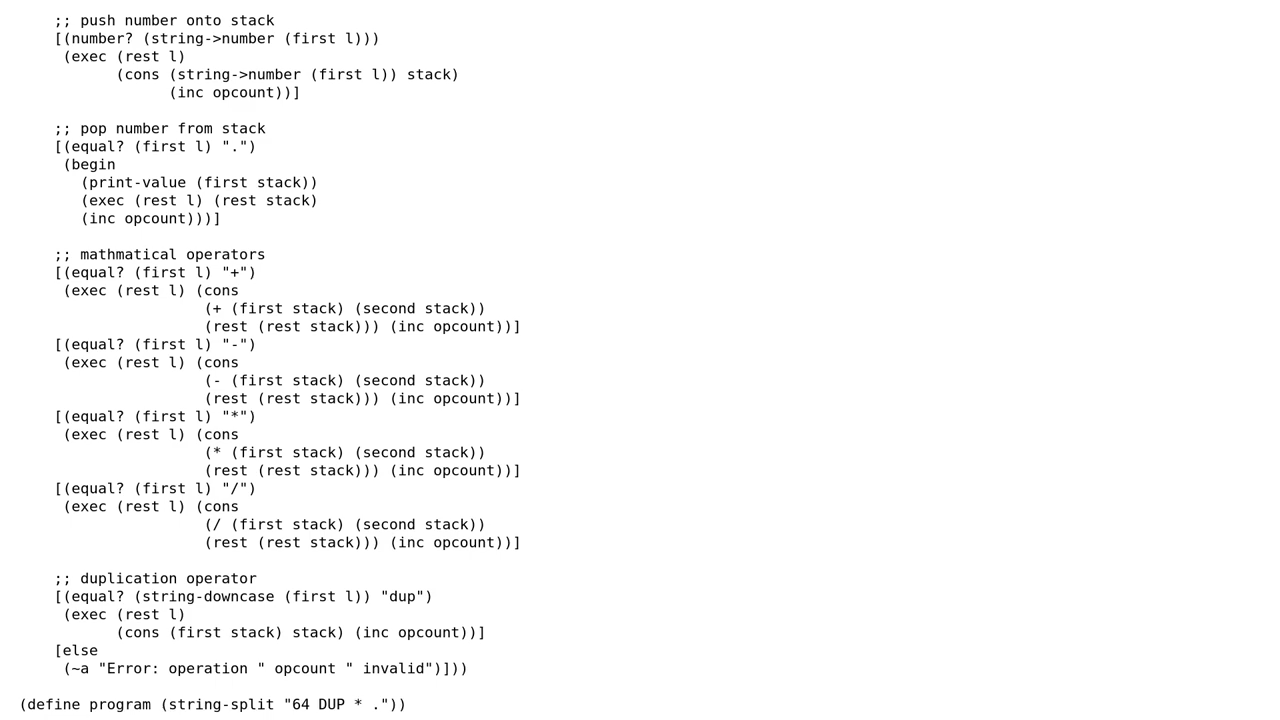 ;; push number onto stack
[(number? (string->number (first l)))
(exec (rest l)
(cons (string->number (first l)) stack)
(inc opcount))]
;; pop number from stack
[(equal? (first l) ".")
(begin
(print-value (first stack))
(exec (rest l) (rest stack)
(inc opcount)))]
;; mathmatical operators
[(equal? (first l) "+")
(exec (rest l) (cons
(+ (first stack) (second stack))
(rest (rest stack))) (inc opcount))]
[(equal? (first l) "-")
(exec (rest l) (cons
(- (first stack) (second stack))
(rest (rest stack))) (inc opcount))]
[(equal? (first l) "*")
(exec (rest l) (cons
(* (first stack) (second stack))
(rest (rest stack))) (inc opcount))]
[(equal? (first l) "/")
(exec (rest l) (cons
(/ (first stack) (second stack))
(rest (rest stack))) (inc opcount))]
;; duplication operator
[(equal? (string-downcase (first l)) "dup")
(exec (rest l)
(cons (first stack) stack) (inc opcount))]
[else
(~a "Error: operation " opcount " invalid")]))
(define program (string-split "64 DUP * ."))